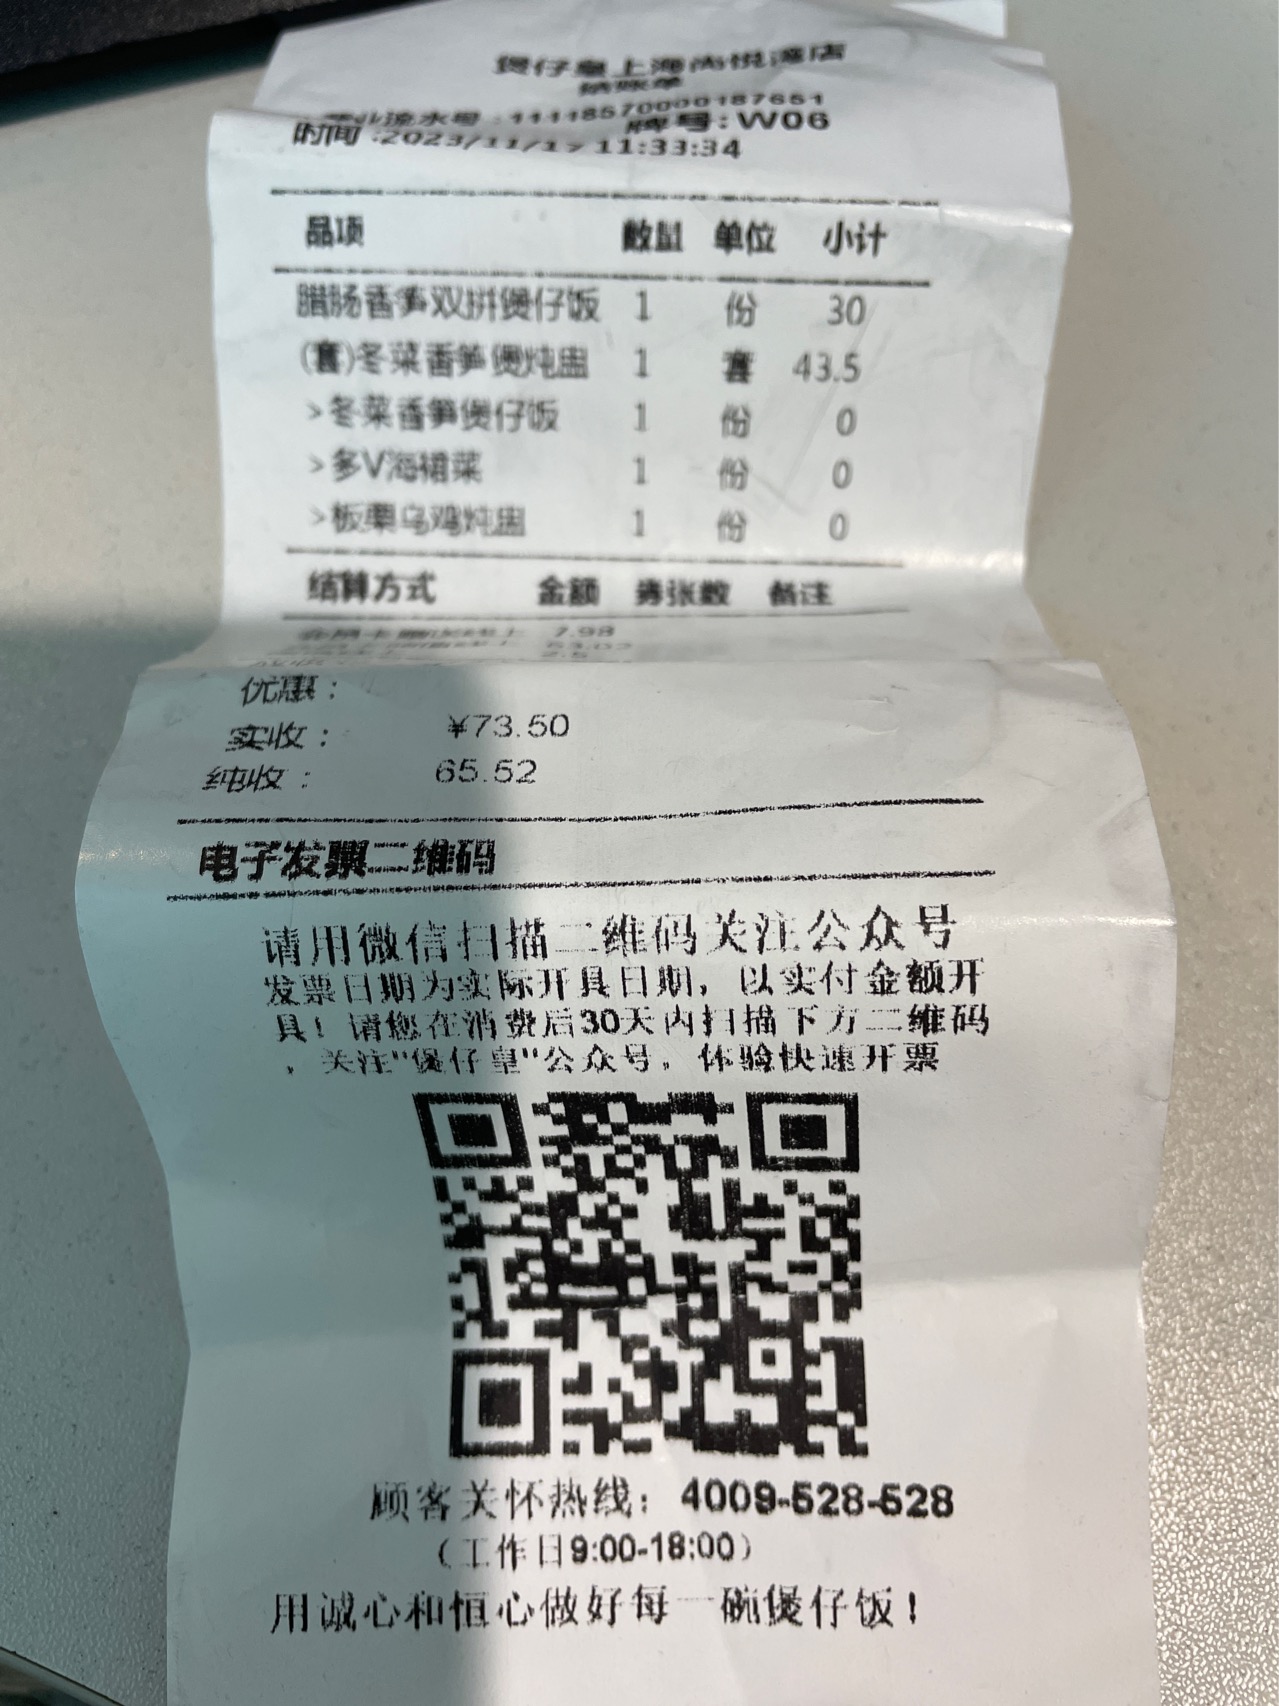 煲仔皇上海尚悦湾店
结账单
流水号:11118570000187651
时间:2023/11/1 11:33:34 牌号:W06
品项 数量 单位 小计
腊肠香笋双拼煲仔饭 1 份 30
(套)冬菜香笋煲炖盅 1 套 43.5
>冬菜香笋煲仔饭 1 份 0
>多V海裙菜 1 份 0
>板栗乌鸡炖盅 1 份 0
结算方式 金额 券张数 备注
7.98
63.02
2.5
优惠:
实收: ¥73.50
纯收: 65.52
电子发票二维码
请用微信扫描二维码关注公众号
发票日期为实际开具日期，以实付金额开
具！请您在消费后30天内扫描下方二维码
，关注"煲仔皇"公众号，体验快速开票
顾客关怀热线：4009-528-528
（工作日9:00-18:00）
用诚心和恒心做好每一碗煲仔饭！